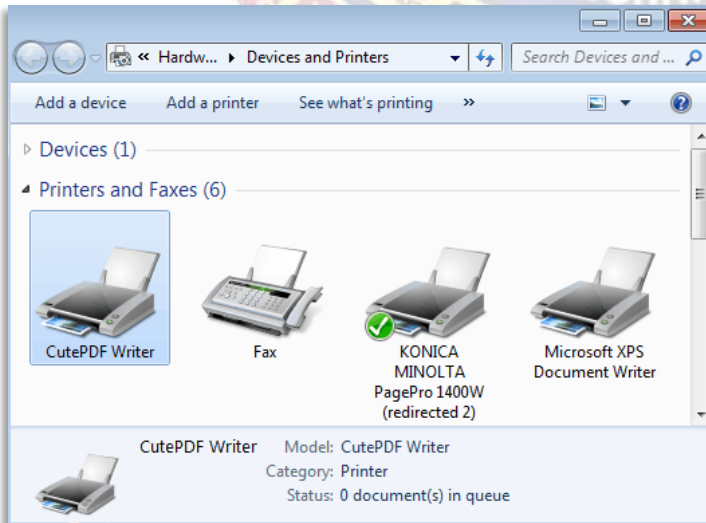 « Hardw... ▸ Devices and Printers
Search Devices and ...
Add a device Add a printer See what's printing »
Devices (1)
Printers and Faxes (6)
CutePDF Writer
Fax
KONICA
MINOLTA
PagePro 1400W
(redirected 2)
Microsoft XPS
Document Writer
CutePDF Writer Model: CutePDF Writer
Category: Printer
Status: 0 document(s) in queue